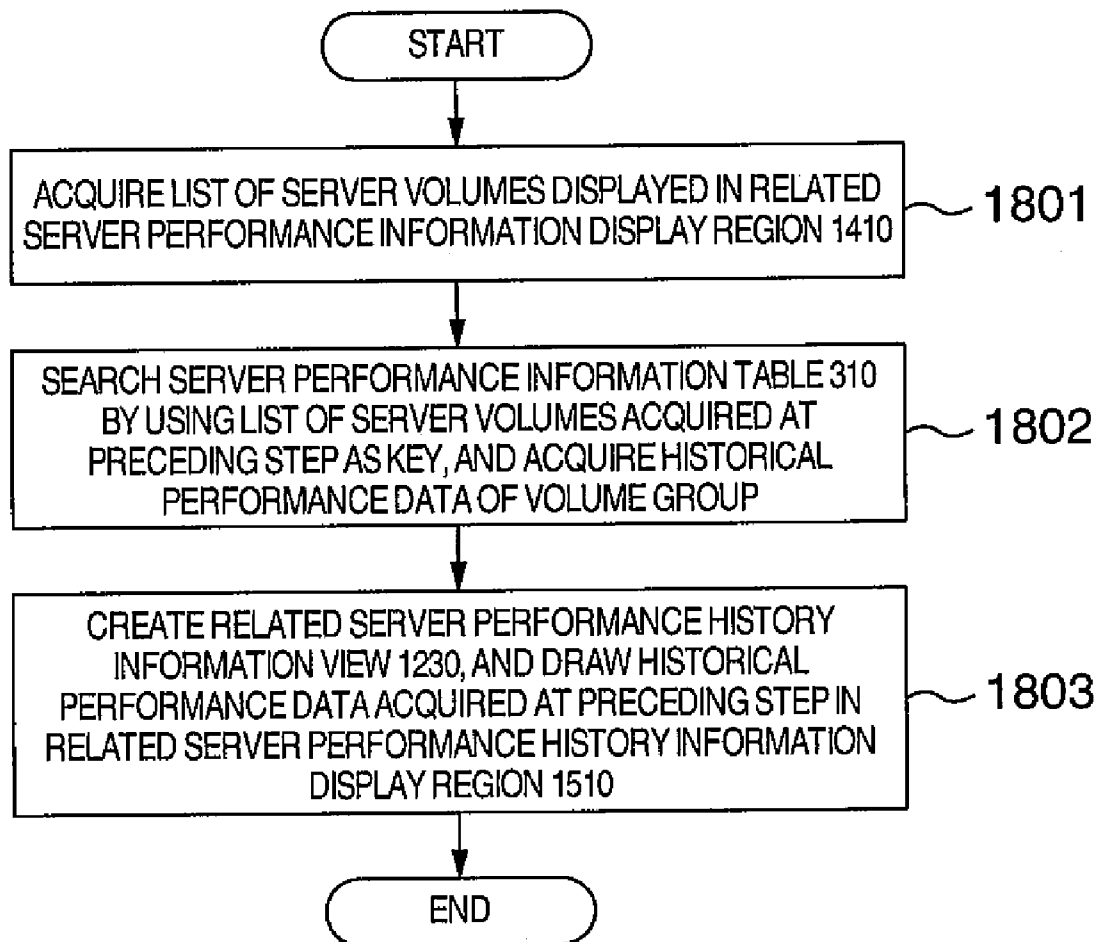 START
ACQUIRE LIST OF SERVER VOLUMES DISPLAYED IN RELATED
SERVER PERFORMANCE INFORMATION DISPLAY REGION 1410
1801
SEARCH SERVER PERFORMANCE INFORMATION TABLE 310
BY USING LIST OF SERVER VOLUMES ACQUIRED AT
PRECEDING STEP AS KEY, AND ACQUIRE HISTORICAL
PERFORMANCE DATA OF VOLUME GROUP
1802
CREATE RELATED SERVER PERFORMANCE HISTORY
INFORMATION VIEW 1230, AND DRAW HISTORICAL
PERFORMANCE DATA ACQUIRED AT PRECEDING STEP IN
RELATED SERVER PERFORMANCE HISTORY INFORMATION
DISPLAY REGION 1510
1803
END